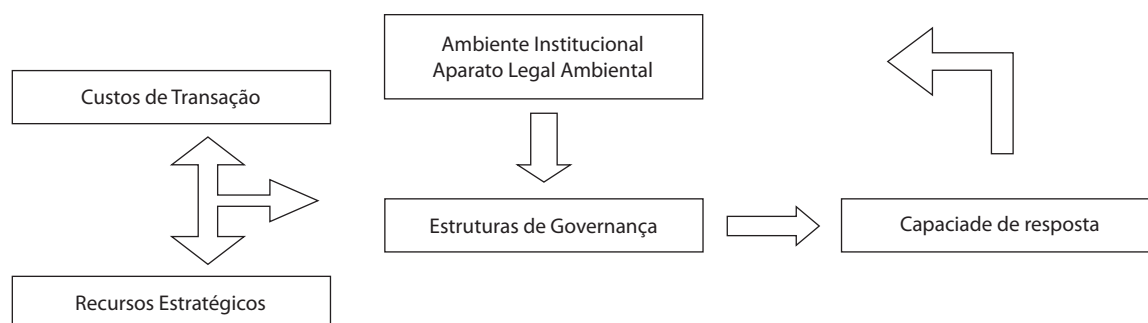 Ambiente Institucional
Aparato Legal Ambiental
Custos de Transação
Estruturas de Governança
Capaciade de resposta
Recursos Estratégicos